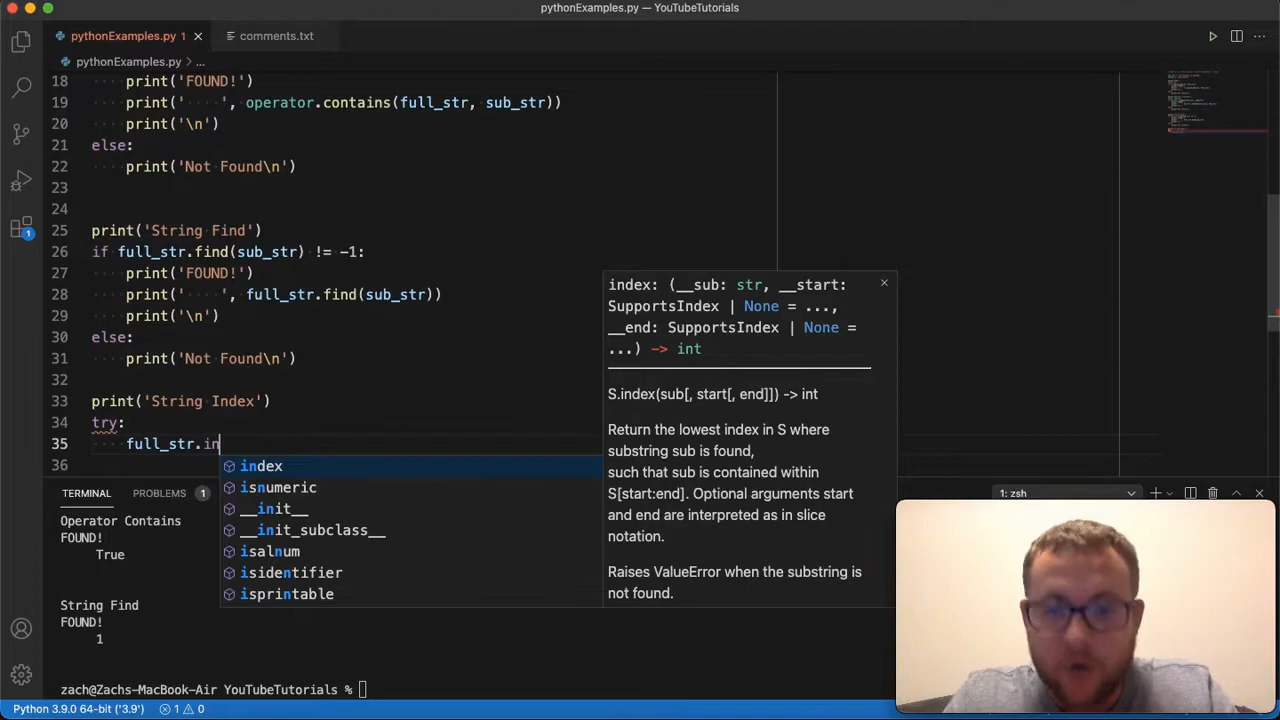 pythonExamples.py — YouTubeTutorials
pythonExamples.py 1
comments.txt
pythonExamples.py > ...
18 print('FOUND!')
19 print('    ', operator.contains(full_str, sub_str))
20 print('\n')
21 else:
22 print('Not Found\n')
23
24
25 print('String Find')
26 if full_str.find(sub_str) != -1:
27 print('FOUND!')
28 print('    ', full_str.find(sub_str))
29 print('\n')
30 else:
31 print('Not Found\n')
32
33 print('String Index')
34 try:
35 full_str.in
36
index
isnumeric
__init__
__init_subclass__
isalnum
isidentifier
isprintable
index: (__sub: str, __start:
SupportsIndex | None = ...,
__end: SupportsIndex | None =
...) -> int
S.index(sub[, start[, end]]) -> int
Return the lowest index in S where
substring sub is found,
such that sub is contained within
S[start:end]. Optional arguments start
and end are interpreted as in slice
notation.
Raises ValueError when the substring is
not found.
TERMINAL PROBLEMS 1
1: zsh
Operator Contains
FOUND!
True
String Find
FOUND!
1
zach@Zachs-MacBook-Air YouTubeTutorials %
1
Python 3.9.0 64-bit ('3.9') 1 0